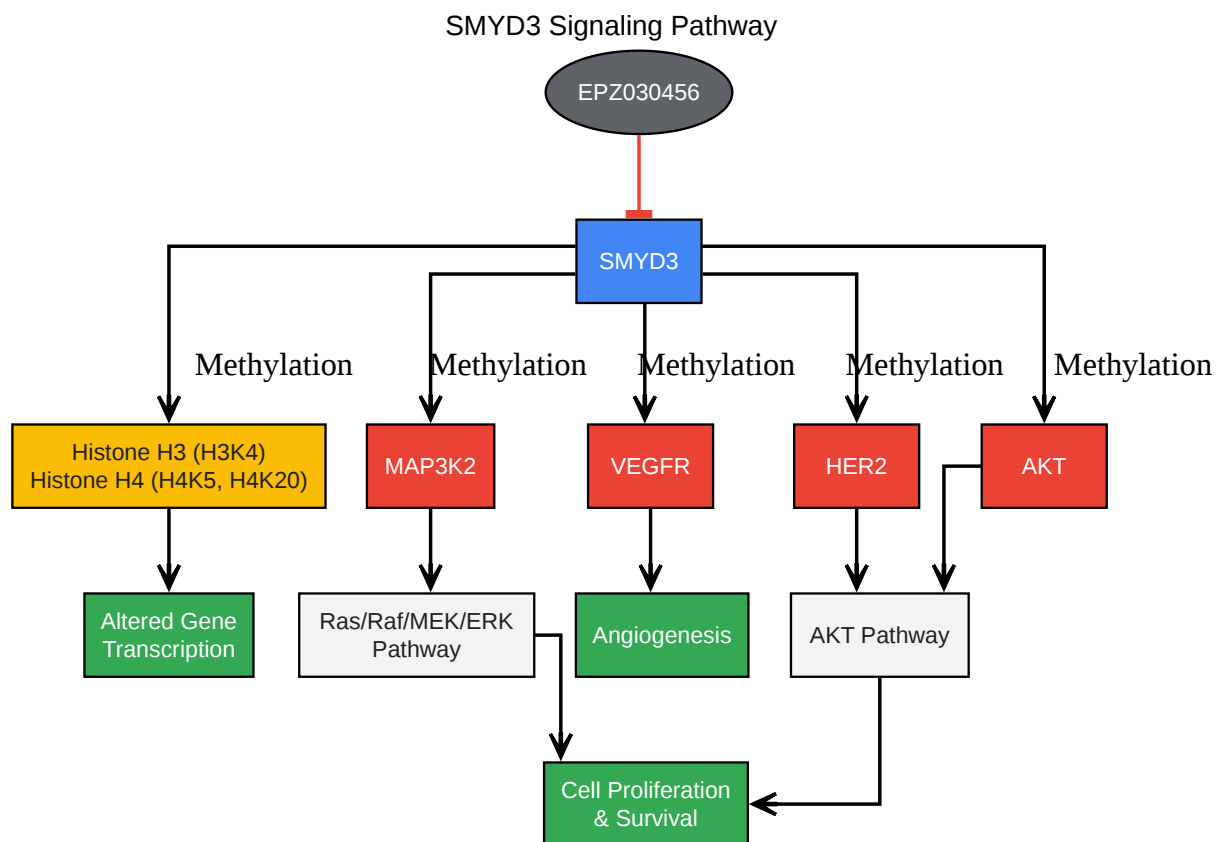 SMYD3 Signaling Pathway
EPZ030456
SMYD3
Methylation
Methylation
Methylation
Methylation
Methylation
Histone H3 (H3K4)
Histone H4 (H4K5, H4K20)
MAP3K2
VEGFR
HER2
AKT
Altered Gene
Transcription
Ras/Raf/MEK/ERK
Pathway
Angiogenesis
AKT Pathway
Cell Proliferation
& Survival